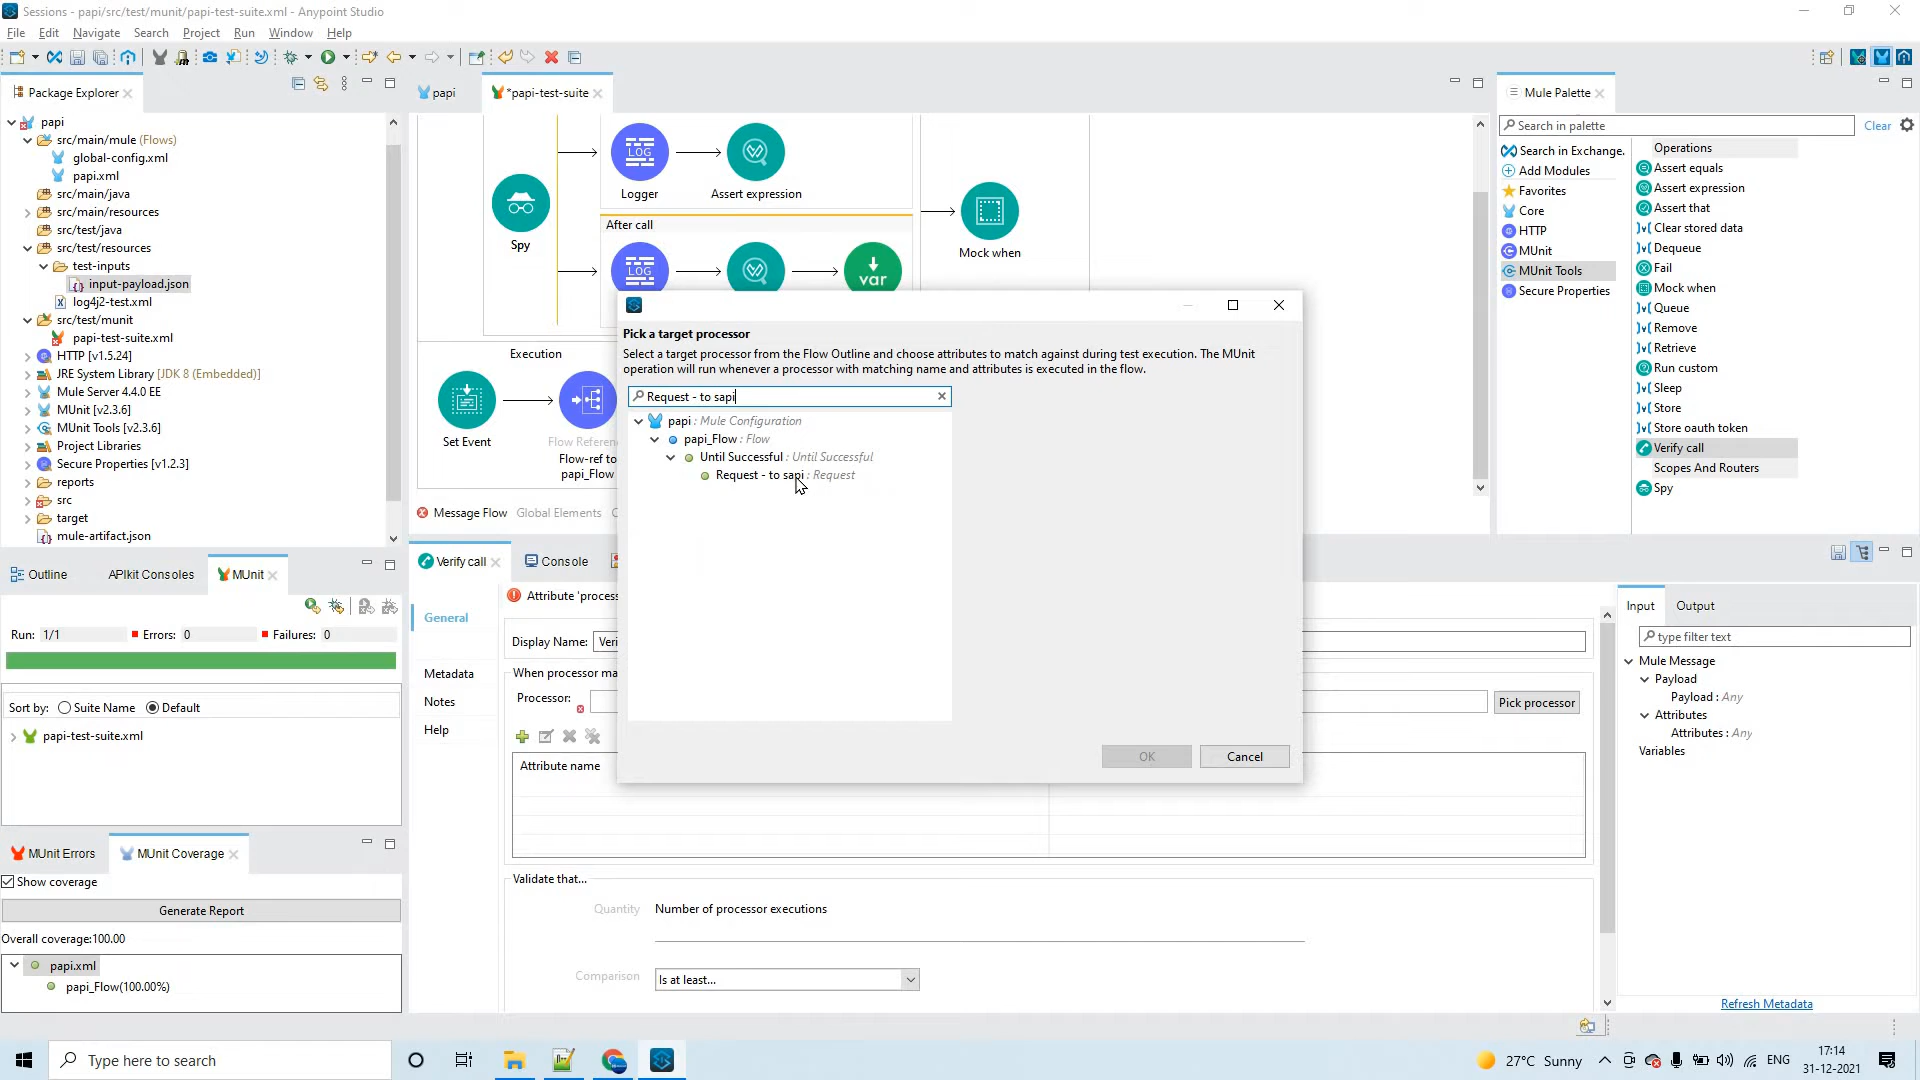 Sessions - papi/src/test/munit/papi-test-suite.xml - Anypoint Studio
File Edit Navigate Search Project Run Window Help
Package Explorer
papi
src/main/mule (Flows)
global-config.xml
papi.xml
src/main/java
src/main/resources
src/test/java
src/test/resources
test-inputs
input-payload.json
log4j2-test.xml
src/test/munit
papi-test-suite.xml
HTTP [v1.5.24]
JRE System Library [JDK 8 (Embedded)]
Mule Server 4.4.0 EE
MUnit [v2.3.6]
MUnit Tools [v2.3.6]
Project Libraries
Secure Properties [v1.2.3]
reports
src
target
mule-artifact.json
papi
*papi-test-suite
LOG
Logger
Assert expression
Spy
After call
LOG
var
Mock when
Execution
Set Event
Flow Reference
Flow-ref to
papi_Flow
Message Flow Global Elements
Pick a target processor
Select a target processor from the Flow Outline and choose attributes to match against during test execution. The MUnit
operation will run whenever a processor with matching name and attributes is executed in the flow.
Request - to sapi
papi : Mule Configuration
papi_Flow : Flow
Until Successful : Until Successful
Request - to sapi : Request
OK
Cancel
Mule Palette
Search in palette
Clear
Search in Exchange.
Add Modules
Favorites
Core
HTTP
MUnit
MUnit Tools
Secure Properties
Operations
Assert equals
Assert expression
Assert that
Clear stored data
Dequeue
Fail
Mock when
Queue
Remove
Retrieve
Run custom
Sleep
Store
Store oauth token
Verify call
Scopes And Routers
Spy
Outline
APIkit Consoles
MUnit
Run: 1/1
Errors: 0
Failures: 0
Sort by: Suite Name Default
papi-test-suite.xml
MUnit Errors
MUnit Coverage
Show coverage
Generate Report
Overall coverage:100.00
papi.xml
papi_Flow(100.00%)
Verify call
Console
General
Metadata
Notes
Help
Attribute 'proces
Display Name: Veri
When processor ma
Processor:
Pick processor
Attribute name
Validate that...
Quantity
Number of processor executions
Comparison
Is at least...
Input
Output
type filter text
Mule Message
Payload
Payload : Any
Attributes
Attributes : Any
Variables
Refresh Metadata
Type here to search
27°C Sunny
ENG
17:14
31-12-2021